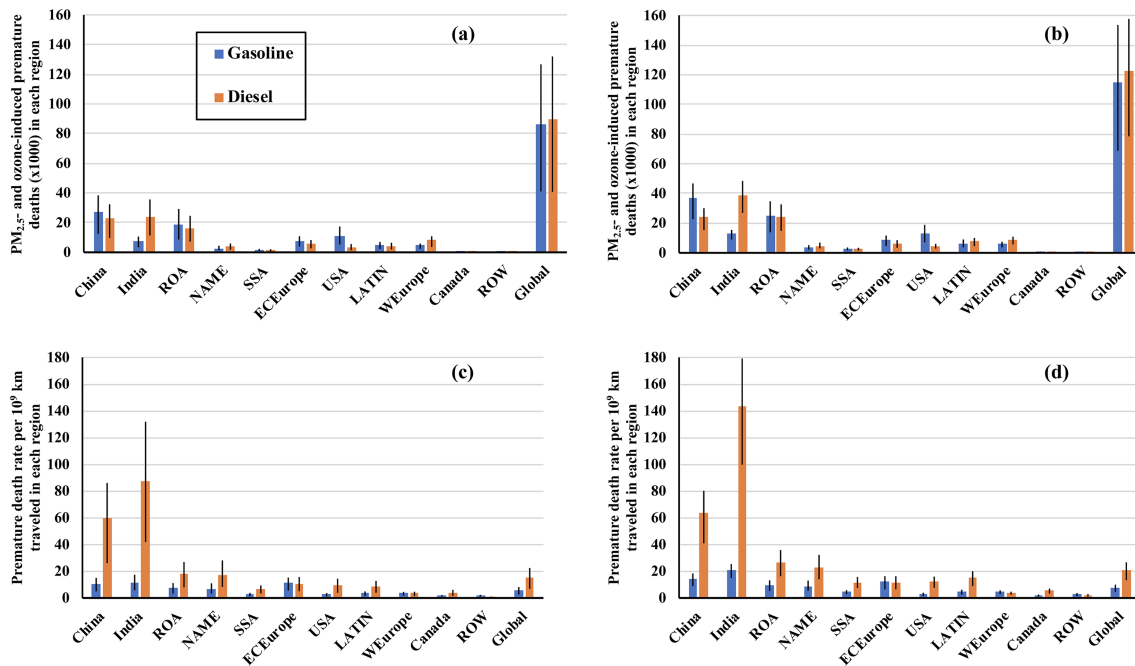 PM2.5- and ozone-induced premature
deaths (x1000) in each region
160
140
120
100
80
60
40
20
0
(a)
Gasoline
Diesel
China
India
ROA
NAME
SSA
ECEurope
USA
LATIN
WEurope
Canada
ROW
Global
PM2.5- and ozone-induced premature
deaths (x1000) in each region
160
140
120
100
80
60
40
20
0
(b)
China
India
ROA
NAME
SSA
ECEurope
USA
LATIN
WEurope
Canada
ROW
Global
Premature death rate per 10⁹ km
traveled in each region
180
160
140
120
100
80
60
40
20
0
(c)
China
India
ROA
NAME
SSA
ECEurope
USA
LATIN
WEurope
Canada
ROW
Global
Premature death rate per 10⁹ km
traveled in each region
180
160
140
120
100
80
60
40
20
0
(d)
China
India
ROA
NAME
SSA
ECEurope
USA
LATIN
WEurope
Canada
ROW
Global